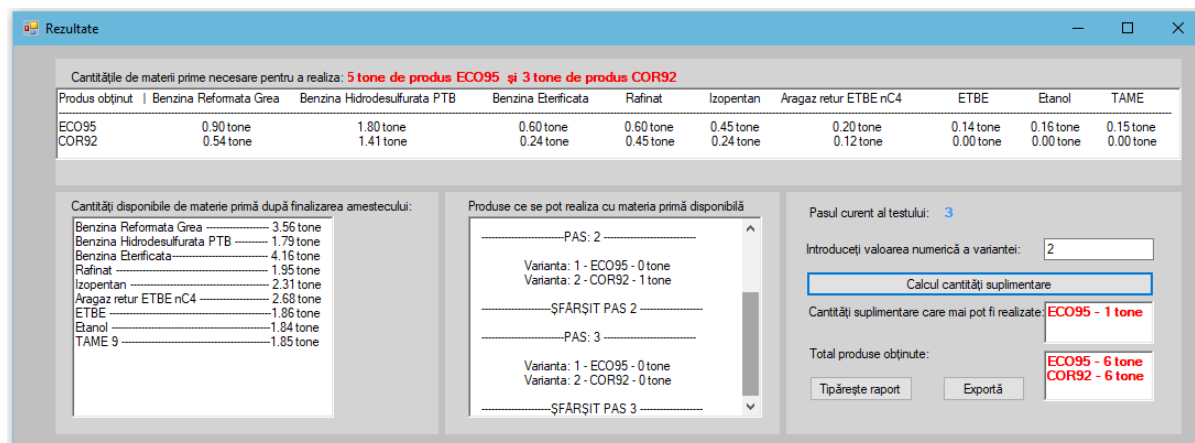 Rezultate
Cantitățile de materii prime necesare pentru a realiza: 5 tone de produs ECO95 și 3 tone de produs COR92
Produs obținut | Benzina Reformata Grea Benzina Hidrodesulfurata PTB Benzina Eterificata Rafinat Izopentan Aragaz retur ETBE nC4 ETBE Etanol TAME
ECO95 0.90 tone 1.80 tone 0.60 tone 0.60 tone 0.45 tone 0.20 tone 0.14 tone 0.16 tone 0.15 tone
COR92 0.54 tone 1.41 tone 0.24 tone 0.45 tone 0.24 tone 0.12 tone 0.00 tone 0.00 tone 0.00 tone
Cantități disponibile de materie primă după finalizarea amestecului:
Benzina Reformata Grea ------------------- 3.56 tone
Benzina Hidrodesulfurata PTB ---------- 1.79 tone
Benzina Eterificata----------------------------- 4.16 tone
Rafinat --------------------------------------------- 1.95 tone
Izopentan ----------------------------------------- 2.31 tone
Aragaz retur ETBE nC4 --------------------- 2.68 tone
ETBE -----------------------------------------------1.86 tone
Etanol -----------------------------------------------1.84 tone
TAME 9 --------------------------------------------1.85 tone
Produse ce se pot realiza cu materia primă disponibilă
-------------------------PAS: 2 ----------------------------
Varianta: 1 - ECO95 - 0 tone
Varianta: 2 - COR92 - 1 tone
---------------------ȘFÂRȘIT PAS 2 -------------------
-------------------------PAS: 3 ----------------------------
Varianta: 1 - ECO95 - 0 tone
Varianta: 2 - COR92 - 0 tone
---------------------ȘFÂRȘIT PAS 3 -------------------
Pasul curent al testului: 3
Introduceți valoarea numerică a variantei: 2
Calcul cantități suplimentare
Cantități suplimentare care mai pot fi realizate: ECO95 - 1 tone
Total produse obținute:
ECO95 - 6 tone
COR92 - 6 tone
Tipărește raport Exportă